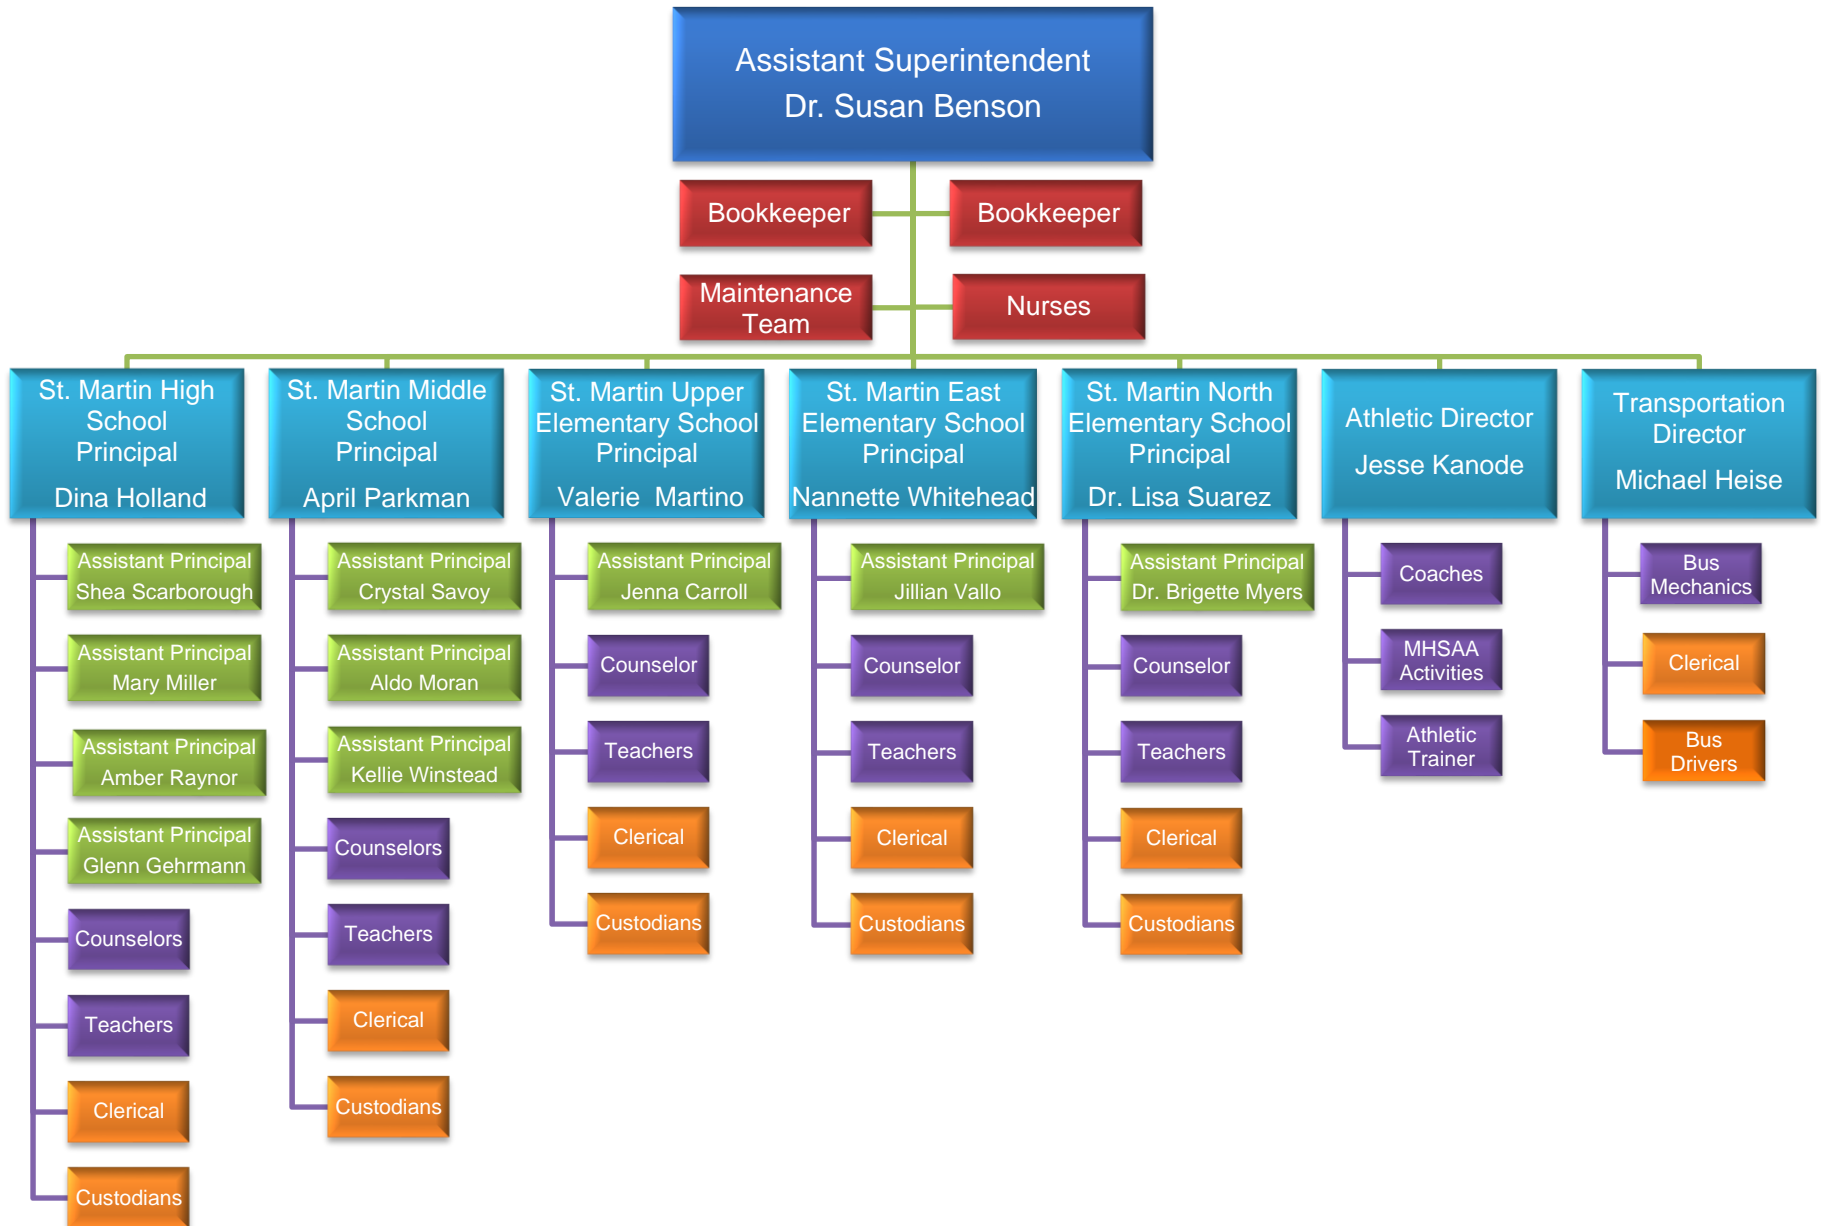 Assistant Superintendent
Dr. Susan Benson
Bookkeeper
Bookkeeper
Maintenance
Team
Nurses
St. Martin High
School
Principal
Dina Holland
Assistant Principal
Shea Scarborough
Assistant Principal
Mary Miller
Assistant Principal
Amber Raynor
Assistant Principal
Glenn Gehrmann
Counselors
Teachers
Clerical
Custodians
St. Martin Middle
School
Principal
April Parkman
Assistant Principal
Crystal Savoy
Assistant Principal
Aldo Moran
Assistant Principal
Kellie Winstead
Counselors
Teachers
Clerical
Custodians
St. Martin Upper
Elementary School
Principal
Valerie Martino
Assistant Principal
Jenna Carroll
Counselor
Teachers
Clerical
Custodians
St. Martin East
Elementary School
Principal
Nannette Whitehead
Assistant Principal
Jillian Vallo
Counselor
Teachers
Clerical
Custodians
St. Martin North
Elementary School
Principal
Dr. Lisa Suarez
Assistant Principal
Dr. Brigette Myers
Counselor
Teachers
Clerical
Custodians
Athletic Director
Jesse Kanode
Coaches
MHSAA
Activities
Athletic
Trainer
Transportation
Director
Michael Heise
Bus
Mechanics
Clerical
Bus
Drivers